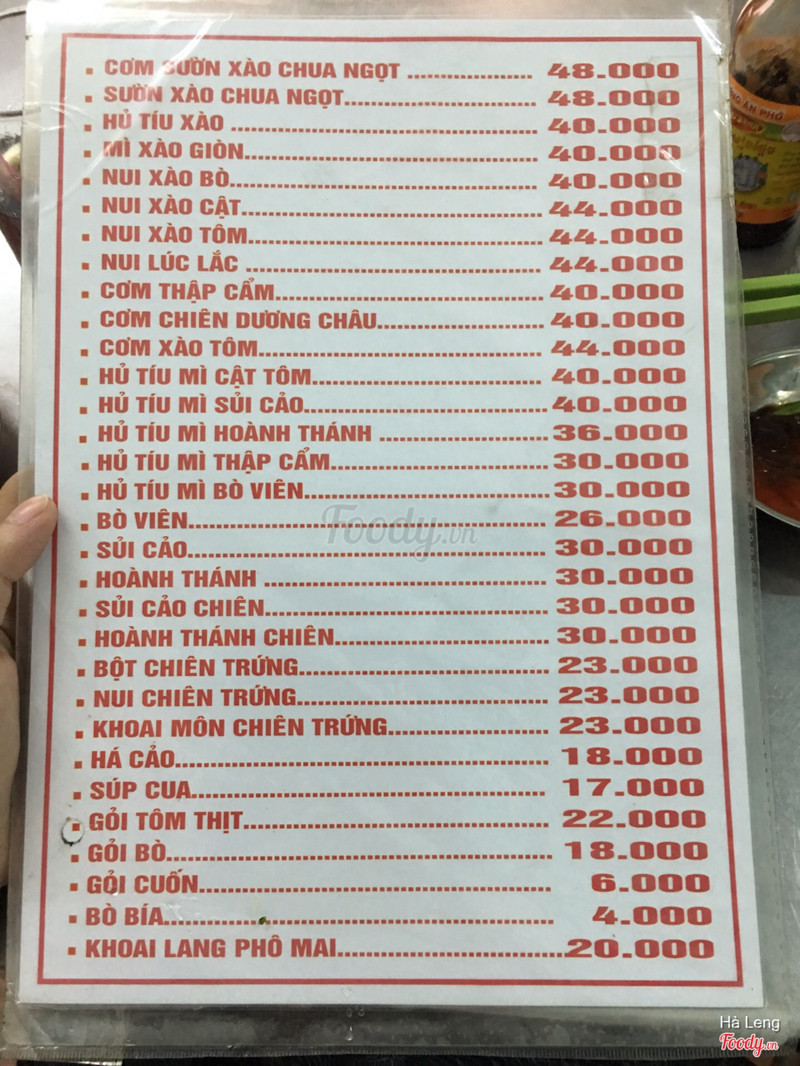 CƠM SƯỜN XÀO CHUA NGỌT .................. 48.000
SƯỜN XÀO CHUA NGỌT............................ 48.000
HỦ TÍU XÀO ............................................. 40.000
MÌ XÀO GIÒN........................................... 40.000
NUI XÀO BÒ.............................................. 40.000
NUI XÀO CẬT............................................ 44.000
NUI XÀO TÔM........................................... 44.000
NUI LÚC LẮC ........................................... 44.000
CƠM THẬP CẨM....................................... 40.000
CƠM CHIÊN DƯƠNG CHÂU........................ 40.000
CƠM XÀO TÔM......................................... 44.000
HỦ TÍU MÌ CẬT TÔM................................. 40.000
HỦ TÍU MÌ SỦI CẢO................................... 40.000
HỦ TÍU MÌ HOÀNH THÁNH ........................ 36.000
HỦ TÍU MÌ THẬP CẨM............................... 30.000
HỦ TÍU MÌ BÒ VIÊN................................... 30.000
BÒ VIÊN.................................................... 26.000
SỦI CẢO.................................................... 30.000
HOÀNH THÁNH ......................................... 30.000
SỦI CẢO CHIÊN......................................... 30.000
HOÀNH THÁNH CHIÊN............................... 30.000
BỘT CHIÊN TRỨNG................................... 23.000
NUI CHIÊN TRỨNG.................................... 23.000
KHOAI MÔN CHIÊN TRỨNG....................... 23.000
HÁ CẢO..................................................... 18.000
SÚP CUA................................................... 17.000
GỎI TÔM THỊT........................................... 22.000
GỎI BÒ...................................................... 18.000
GỎI CUỐN................................................. 6.000
BÒ BÍA....................................................... 4.000
KHOAI LANG PHÔ MAI.................................20.000
Foody.vn
Hà Leng
Foody.vn